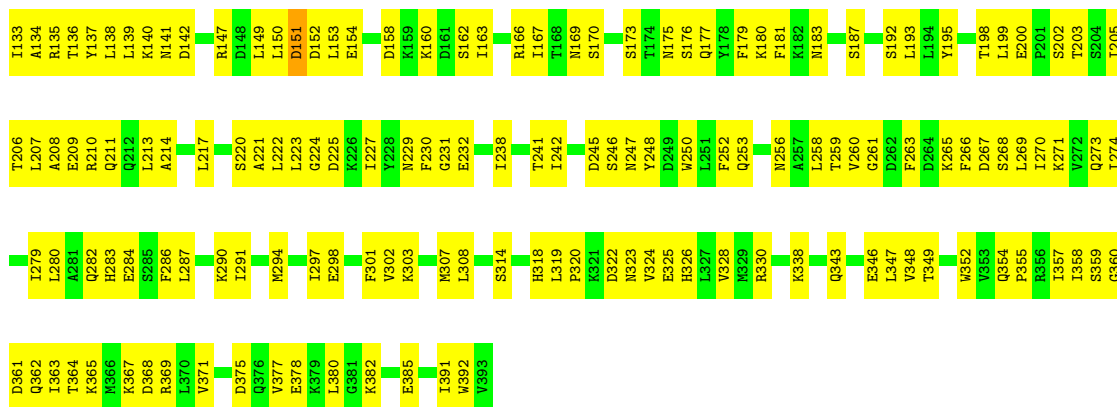 I133 A134 R135 T136 Y137 L138 L139 K140 N141 D142 R147 D148 L149 L150 D151 D152 L153 E154 D158 K159 K160 D161 S162 I163 R166 I167 T168 N169 S170 S173 T174 N175 S176 Q177 Y178 F179 K180 F181 K182 N183 S187 S192 L193 L194 Y195 T198 L199 E200 P201 S202 T203 S204 I205
T206 L207 A208 E209 R210 Q211 Q212 L213 A214 L217 S220 A221 L222 L223 G224 D225 K226 I227 Y228 N229 F230 G231 E232 I238 T241 I242 D245 S246 N247 Y248 D249 W250 L251 F252 Q253 N256 A257 L258 T259 V260 G261 D262 F263 D264 K265 F266 D267 S268 L269 I270 K271 V272 Q273 I274
I279 L280 A281 Q282 H283 E284 S285 F286 L287 K290 I291 M294 I297 E298 F301 V302 K303 M307 L308 S314 H318 L319 P320 K321 D322 N323 V324 E325 H326 L327 V328 M329 R330 K338 Q343 E346 L347 V348 T349 W352 V353 Q354 P355 R356 I357 I358 S359 G360
D361 Q362 I363 T364 K365 M366 K367 D368 R369 L370 V371 D375 Q376 V377 E378 K379 L380 G381 K382 E385 I391 W392 V393